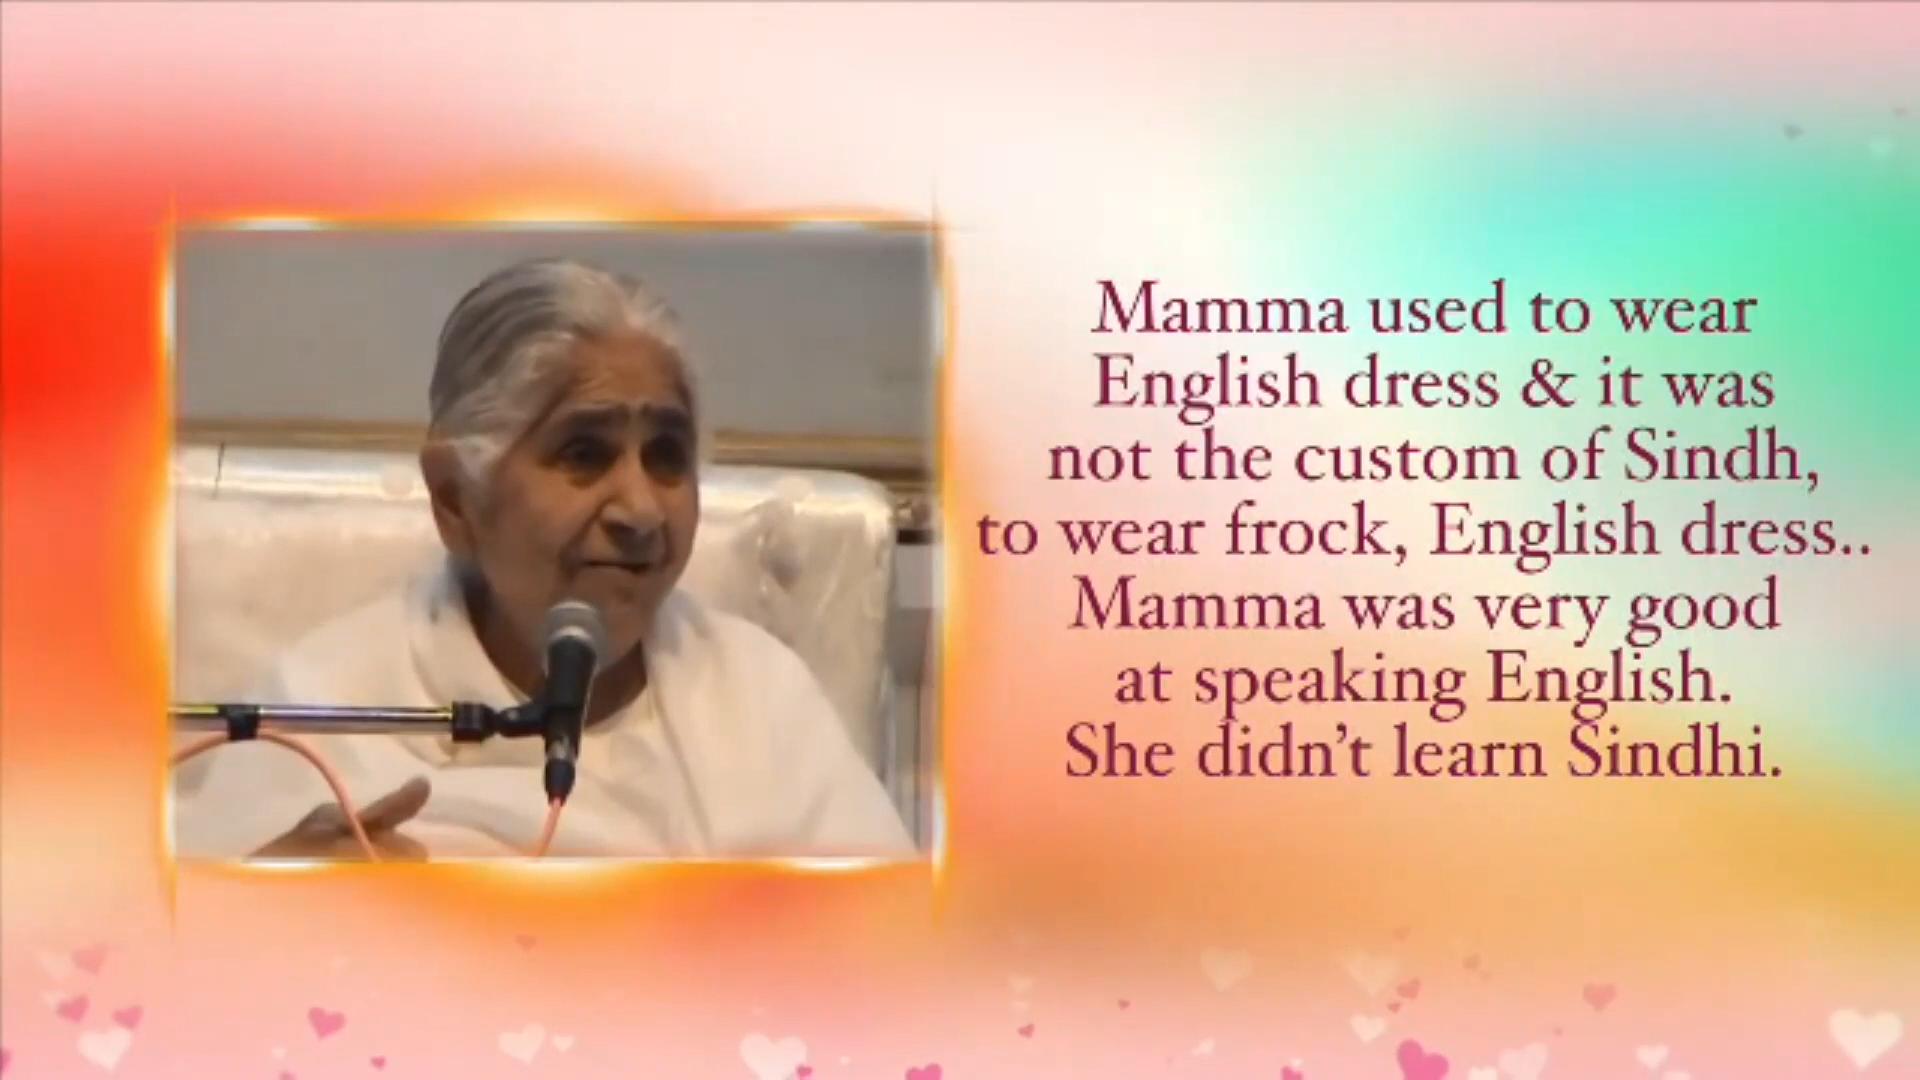 Mamma used to wear
English dress & it was
not the custom of Sindh,
to wear frock, English dress..
Mamma was very good
at speaking English.
She didn't learn Sindhi.